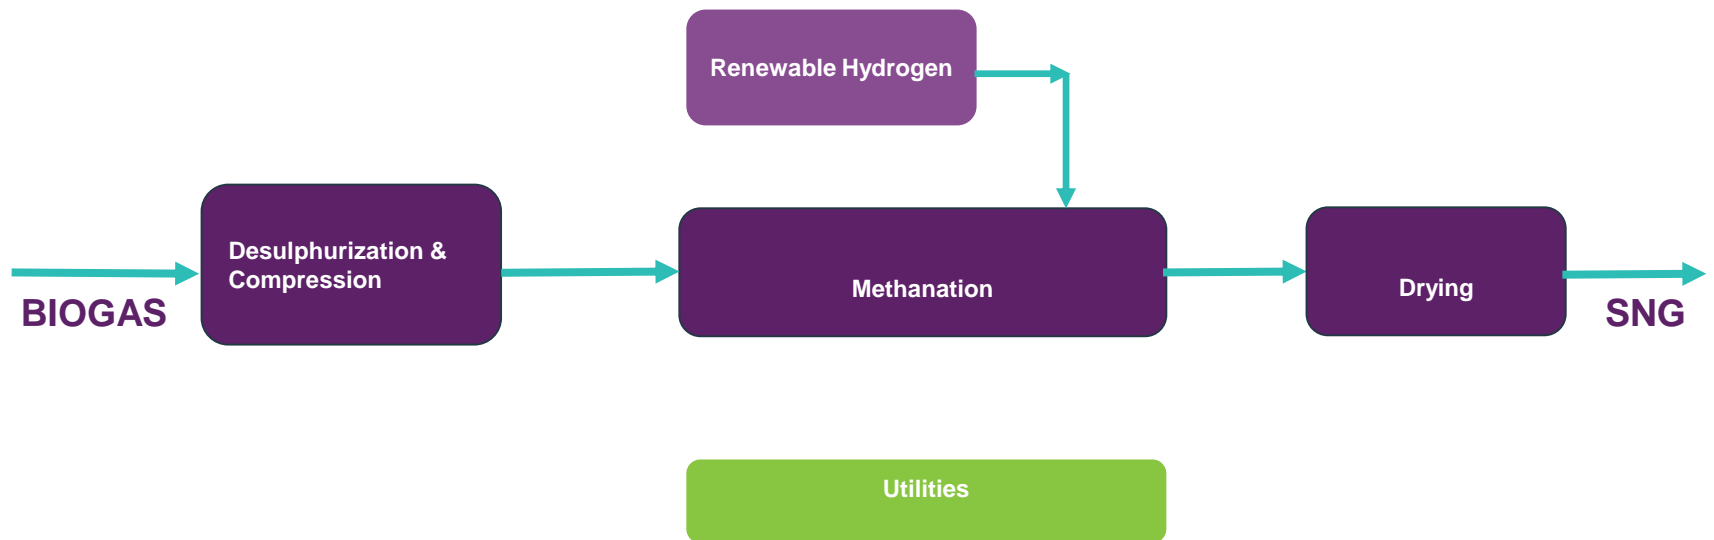 Renewable Hydrogen
Desulphurization &
Compression
Methanation
Drying
BIOGAS
SNG
Utilities